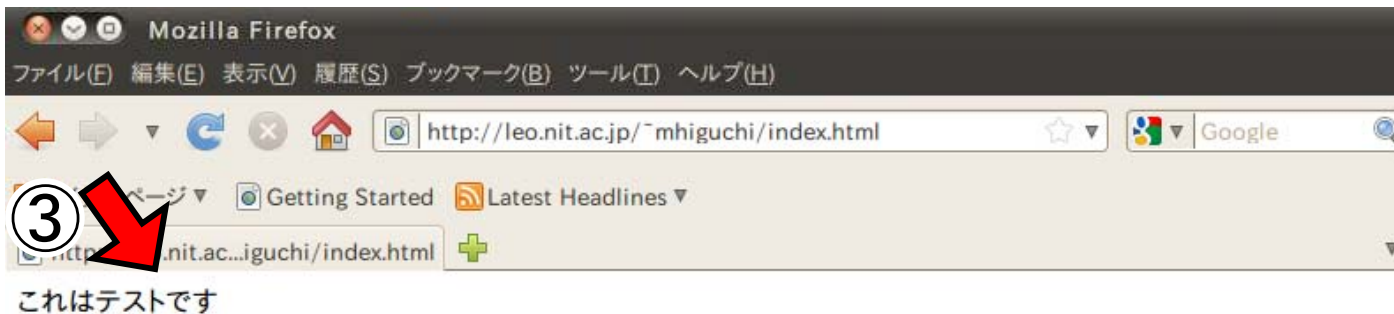 Mozilla Firefox
ファイル(F) 編集(E) 表示(V) 履歴(S) ブックマーク(B) ツール(T) ヘルプ(H)
http://leo.nit.ac.jp/~mhiguchi/index.html Google
③ ページ Getting Started Latest Headlines
.nit.ac...iguchi/index.html
これはテストです